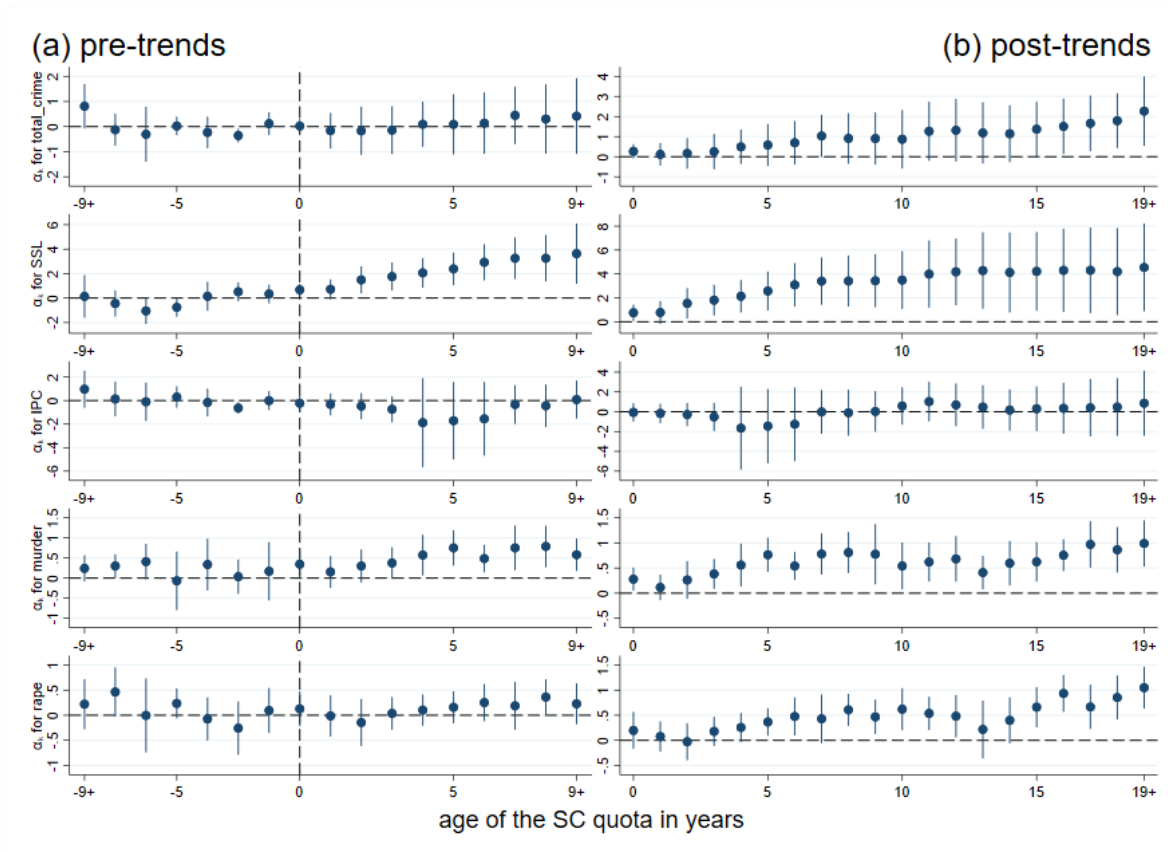 (a) pre-trends
(b) post-trends
αₖ for total_crime
2
1
0
-1
-2
-9+ -5 0 5 9+
4
3
2
1
0
-1
0 5 10 15 19+
αₖ for SSL
6
4
2
0
-2
-9+ -5 0 5 9+
8
6
4
2
0
0 5 10 15 19+
αₖ for IPC
2
0
-2
-4
-6
-9+ -5 0 5 9+
4
2
0
-2
-4
-6
0 5 10 15 19+
αₖ for murder
1.5
1
.5
0
-.5
-1
-9+ -5 0 5 9+
1.5
1
.5
0
-.5
0 5 10 15 19+
αₖ for rape
1
.5
0
-.5
-1
-9+ -5 0 5 9+
1.5
1
.5
0
-.5
0 5 10 15 19+
age of the SC quota in years